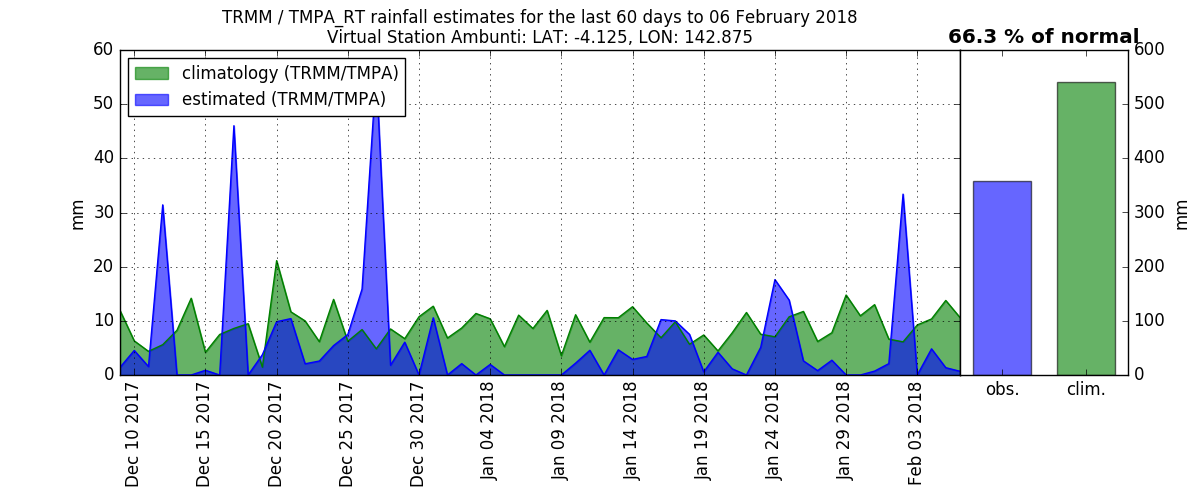 TRMM / TMPA_RT rainfall estimates for the last 60 days to 06 February 2018
Virtual Station Ambunti: LAT: -4.125, LON: 142.875
66.3 % of normal
climatology (TRMM/TMPA)
estimated (TRMM/TMPA)
60
50
40
30
20
10
0
mm
600
500
400
300
200
100
0
mm
Dec 10 2017
Dec 15 2017
Dec 20 2017
Dec 25 2017
Dec 30 2017
Jan 04 2018
Jan 09 2018
Jan 14 2018
Jan 19 2018
Jan 24 2018
Jan 29 2018
Feb 03 2018
obs.
clim.